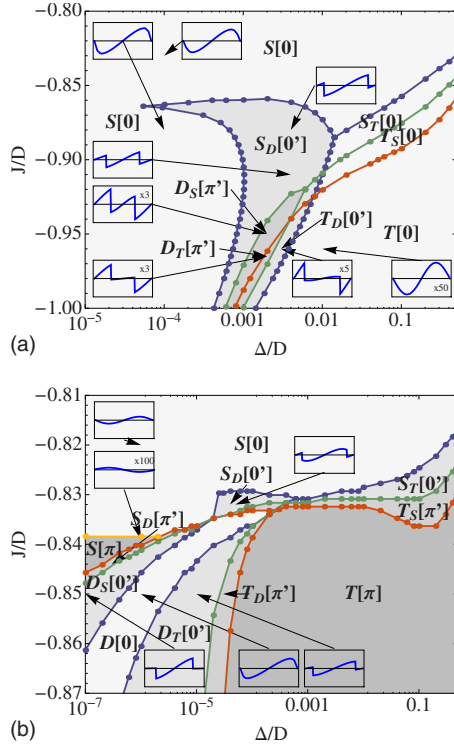 -0.80
S[0]
-0.85
S[0]
S_D[0']
S_T[0]
T_S[0]
J/D
-0.90
x3
D_S[π']
T_D[0']
-0.95
D_T[π']
T[0]
x3
x5
x50
-1.00
10^-5 10^-4 0.001 0.01 0.1
(a)
Δ/D
-0.81
-0.82
S[0]
x100
S_D[0']
S_T[0']
-0.83
S_D[π']
T_S[π']
J/D
-0.84
S[π]
D_S[0']
-0.85
T_D[π']
T[π]
-0.86
D[0]
D_T[0']
-0.87
10^-7 10^-5 0.001 0.1
(b)
Δ/D